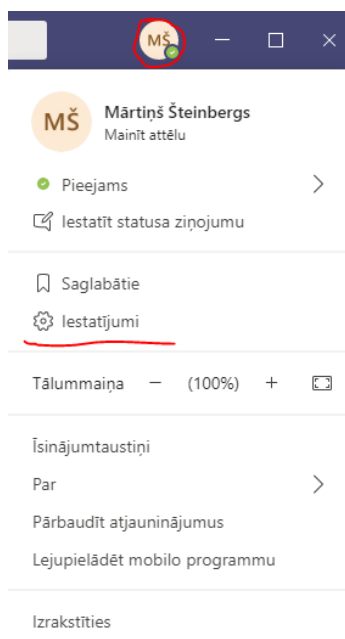 MŠ
MŠ
Mārtiņš Šteinbergs
Mainīt attēlu
Pieejams
Iestatīt statusa ziņojumu
Saglabātie
Iestatījumi
Tālummaiņa − (100%) +
Īsinājumtaustiņi
Par
Pārbaudīt atjauninājumus
Lejupielādēt mobilo programmu
Izrakstīties